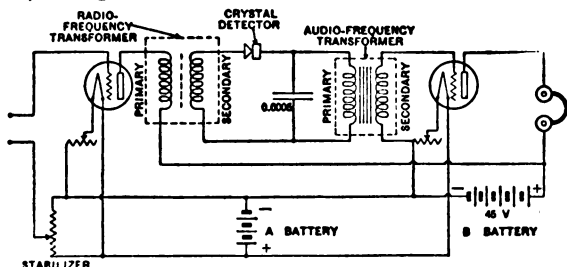 RADIO-
FREQUENCY
TRANSFORMER
CRYSTAL
DETECTOR
AUDIO-FREQUENCY
TRANSFORMER
PRIMARY
SECONDARY
0.0005
PRIMARY
SECONDARY
STABILIZER
−
A BATTERY
+
− +
45 V
B BATTERY